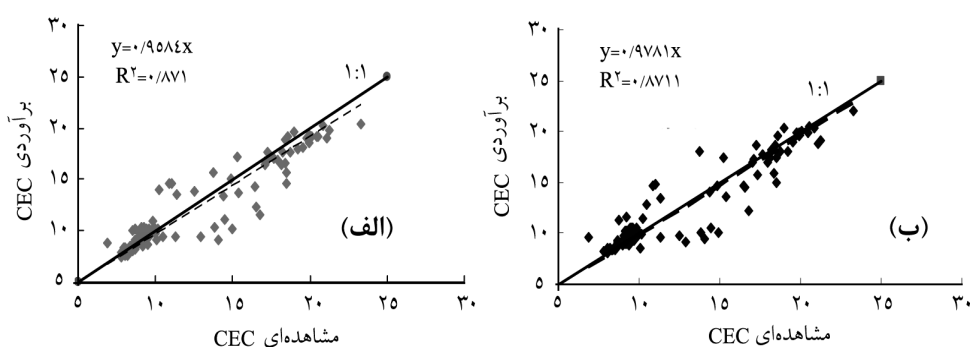 y=۰/۹۵۸٤x
R۲=۰/۸۷۱
۱:۱
(الف)
برآوردی CEC
۳۰
۲۵
۲۰
۱۵
۱۰
۵
۵ ۱۰ ۱۵ ۲۰ ۲۵ ۳۰
مشاهده‌ای CEC
y=۰/۹۷۸۱x
R۲=۰/۸۷۱۱
۱:۱
(ب)
برآوردی CEC
۳۰
۲۵
۲۰
۱۵
۱۰
۵
۵ ۱۰ ۱۵ ۲۰ ۲۵ ۳۰
مشاهده‌ای CEC